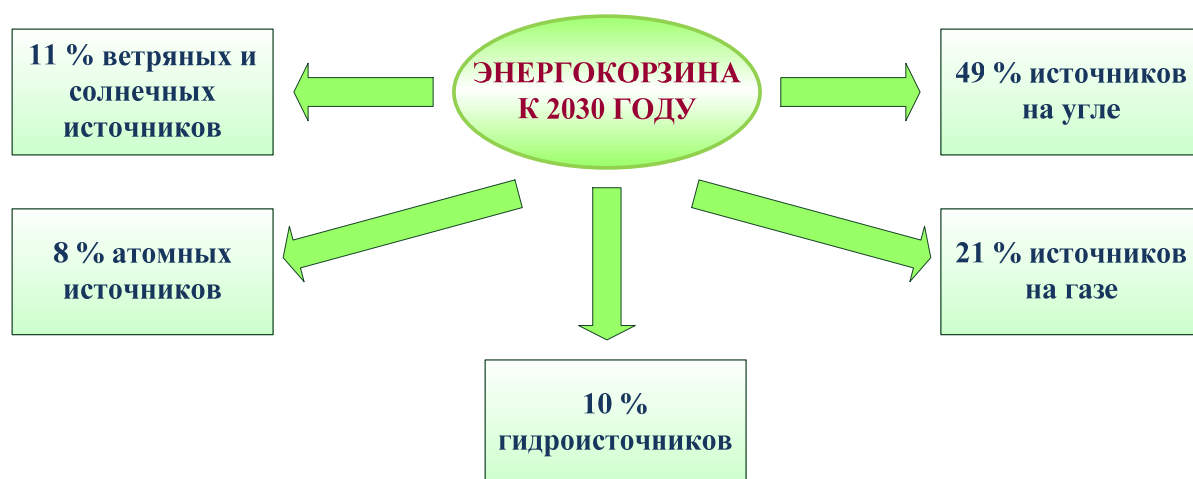 ЭНЕРГОКОРЗИНА
К 2030 ГОДУ
11 % ветряных и
солнечных
источников
49 % источников
на угле
8 % атомных
источников
21 % источников
на газе
10 %
гидроисточников